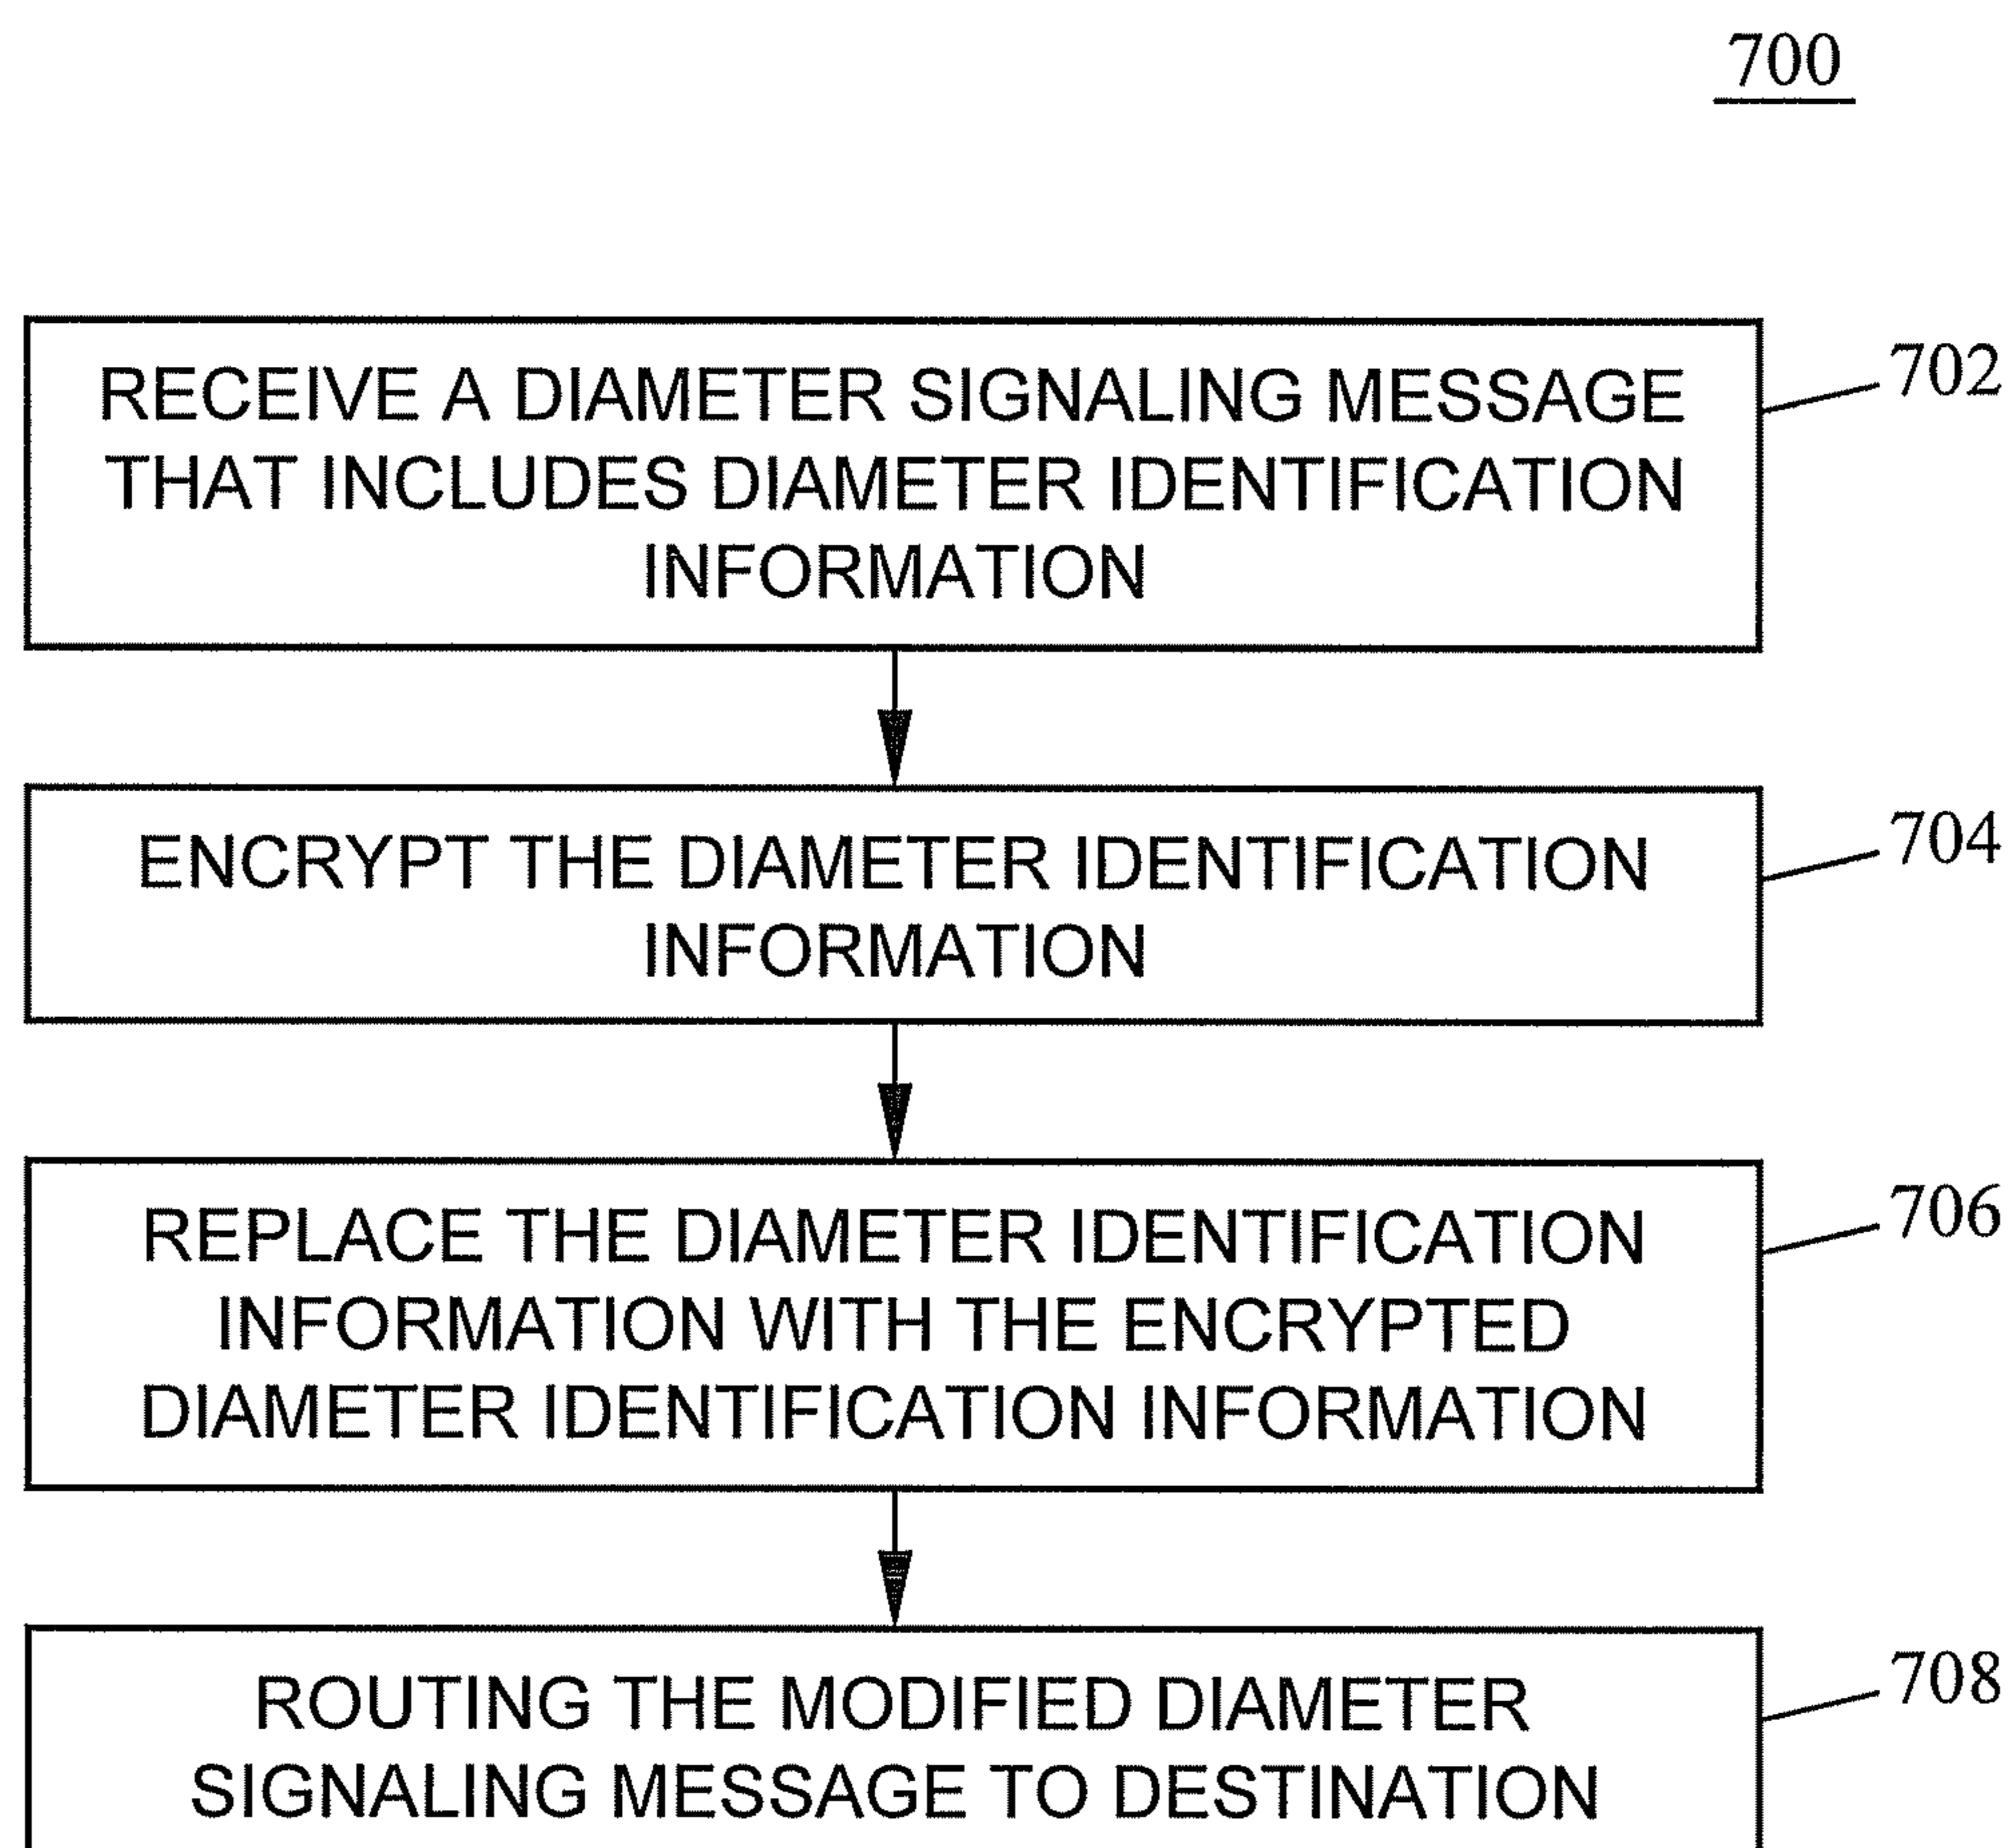 700
RECEIVE A DIAMETER SIGNALING MESSAGE
THAT INCLUDES DIAMETER IDENTIFICATION
INFORMATION
702
ENCRYPT THE DIAMETER IDENTIFICATION
INFORMATION
704
REPLACE THE DIAMETER IDENTIFICATION
INFORMATION WITH THE ENCRYPTED
DIAMETER IDENTIFICATION INFORMATION
706
ROUTING THE MODIFIED DIAMETER
SIGNALING MESSAGE TO DESTINATION
708